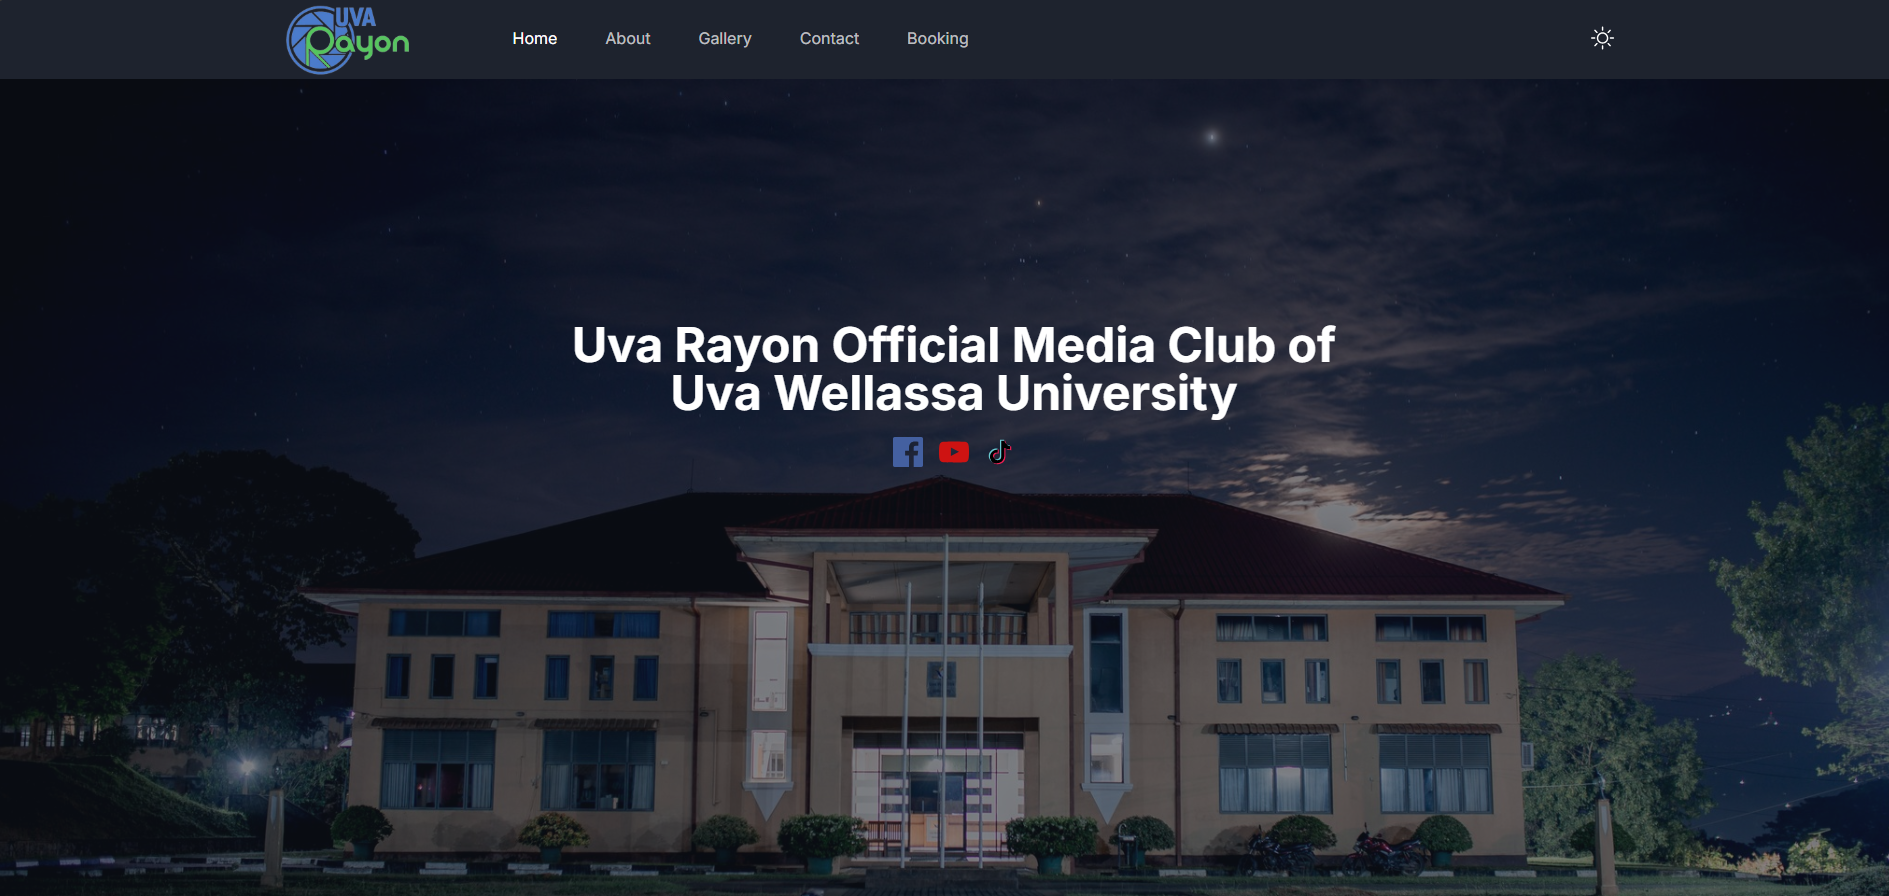 UVA
Rayon
Home
About
Gallery
Contact
Booking
Uva Rayon Official Media Club of
Uva Wellassa University